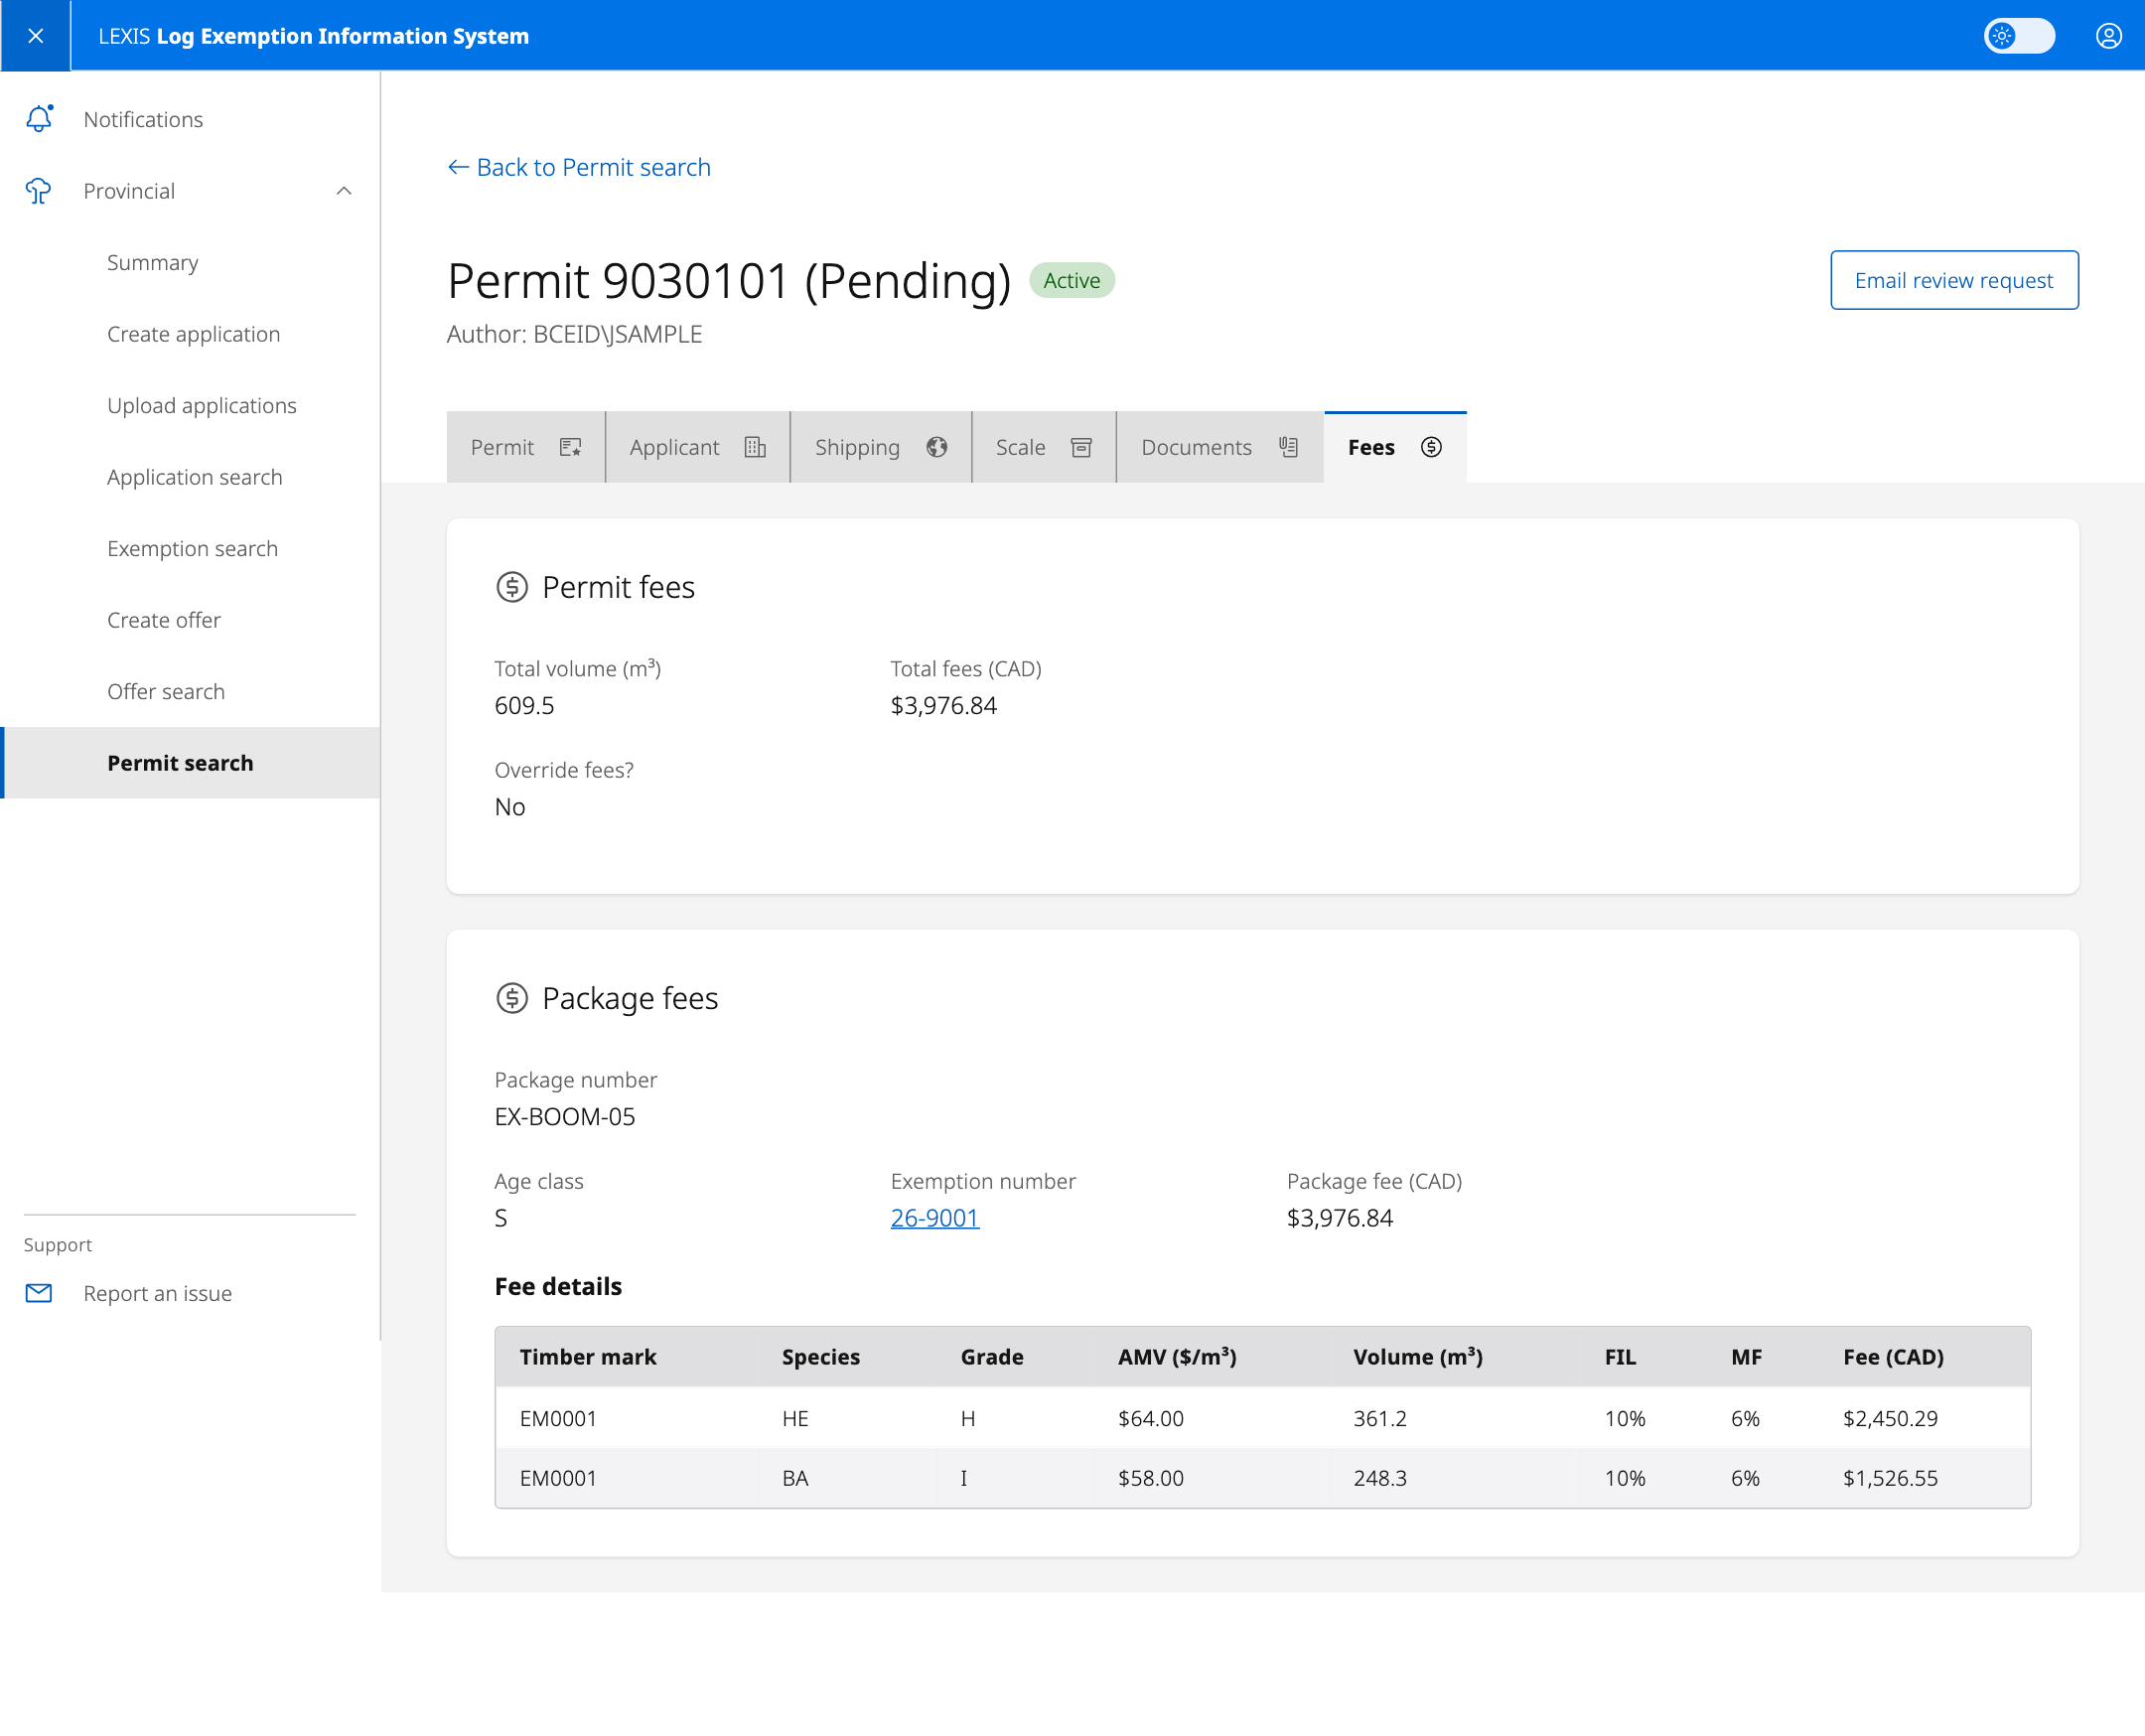 LEXIS Log Exemption Information System
Notifications
Provincial
Summary
Create application
Upload applications
Application search
Exemption search
Create offer
Offer search
Permit search
Support
Report an issue
← Back to Permit search
Permit 9030101 (Pending) Active
Email review request
Author: BCEID\JSAMPLE
Permit Applicant Shipping Scale Documents Fees
Permit fees
Total volume (m³) Total fees (CAD)
609.5 $3,976.84
Override fees?
No
Package fees
Package number
EX-BOOM-05
Age class Exemption number Package fee (CAD)
S 26-9001 $3,976.84
Fee details
Timber mark Species Grade AMV ($/m³) Volume (m³) FIL MF Fee (CAD)
EM0001 HE H $64.00 361.2 10% 6% $2,450.29
EM0001 BA I $58.00 248.3 10% 6% $1,526.55